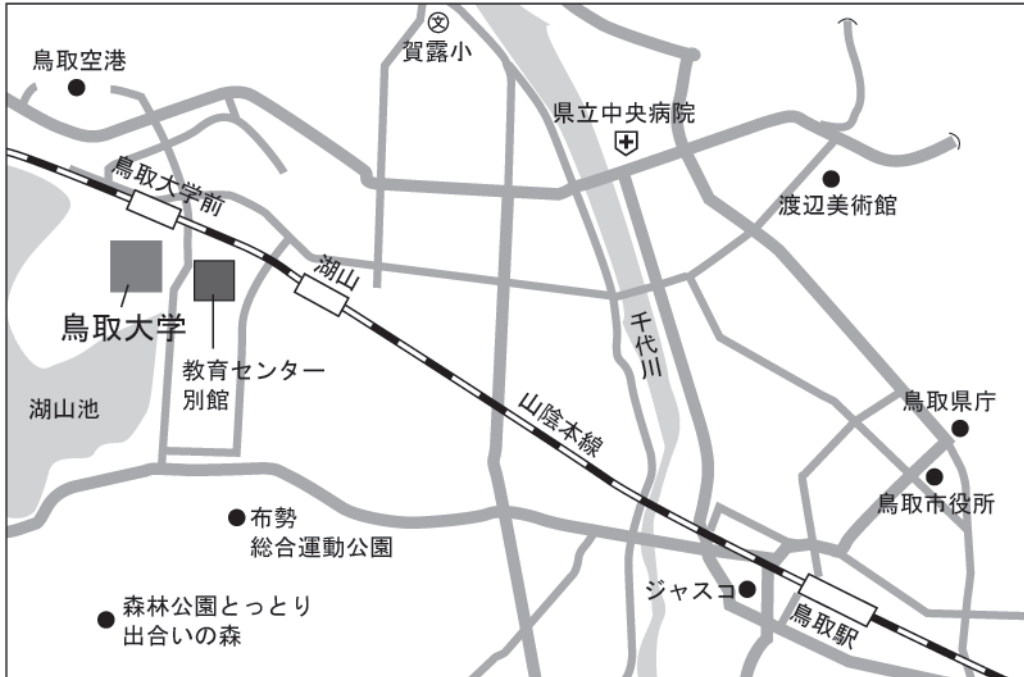 文
賀露小
鳥取空港
県立中央病院
鳥取大学前
渡辺美術館
湖山
鳥取大学
千代川
教育センター
別館
湖山池
山陰本線
鳥取県庁
鳥取市役所
布勢
総合運動公園
ジャスコ
森林公園とっとり
出合いの森
鳥取駅